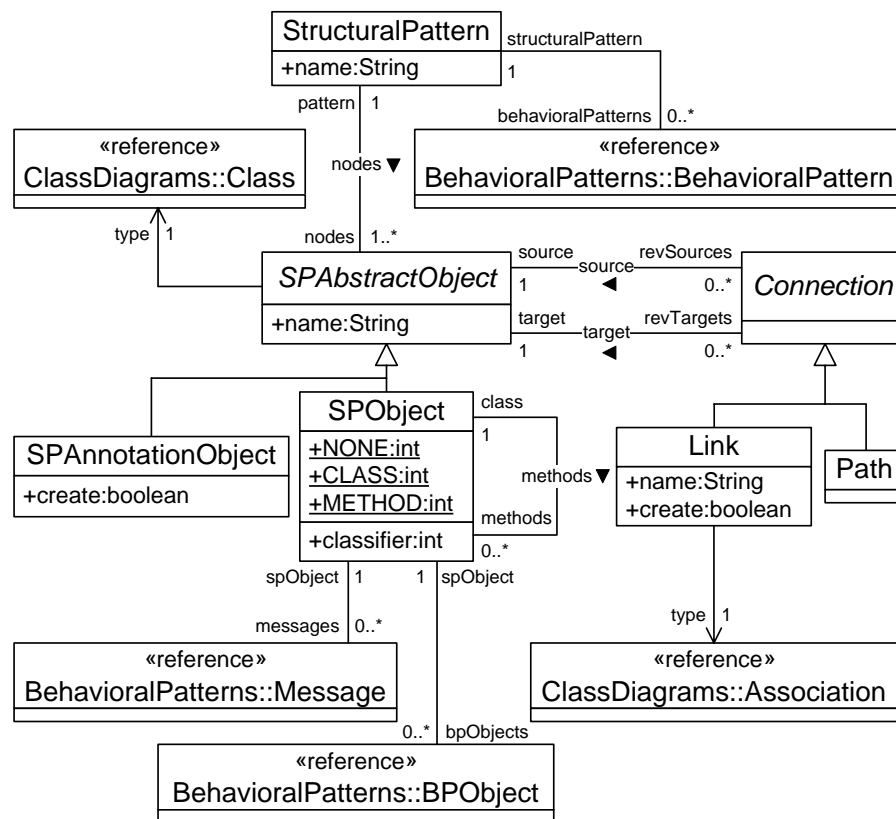 StructuralPattern
+name:String
structuralPattern
1
pattern 1
behavioralPatterns 0..*
«reference»
ClassDiagrams::Class
«reference»
BehavioralPatterns::BehavioralPattern
nodes ▼
type 1
nodes 1..*
SPAbstractObject
+name:String
source source revSources
1 ◀ 0..*
target target revTargets
1 ◀ 0..*
Connection
SPAnnotationObject
+create:boolean
SPObject
+NONE:int
+CLASS:int
+METHOD:int
+classifier:int
class
1
methods ▼
methods
0..*
Link
+name:String
+create:boolean
Path
spObject 1
1 spObject
messages 0..*
type 1
«reference»
BehavioralPatterns::Message
«reference»
ClassDiagrams::Association
0..* bpObjects
«reference»
BehavioralPatterns::BPObject